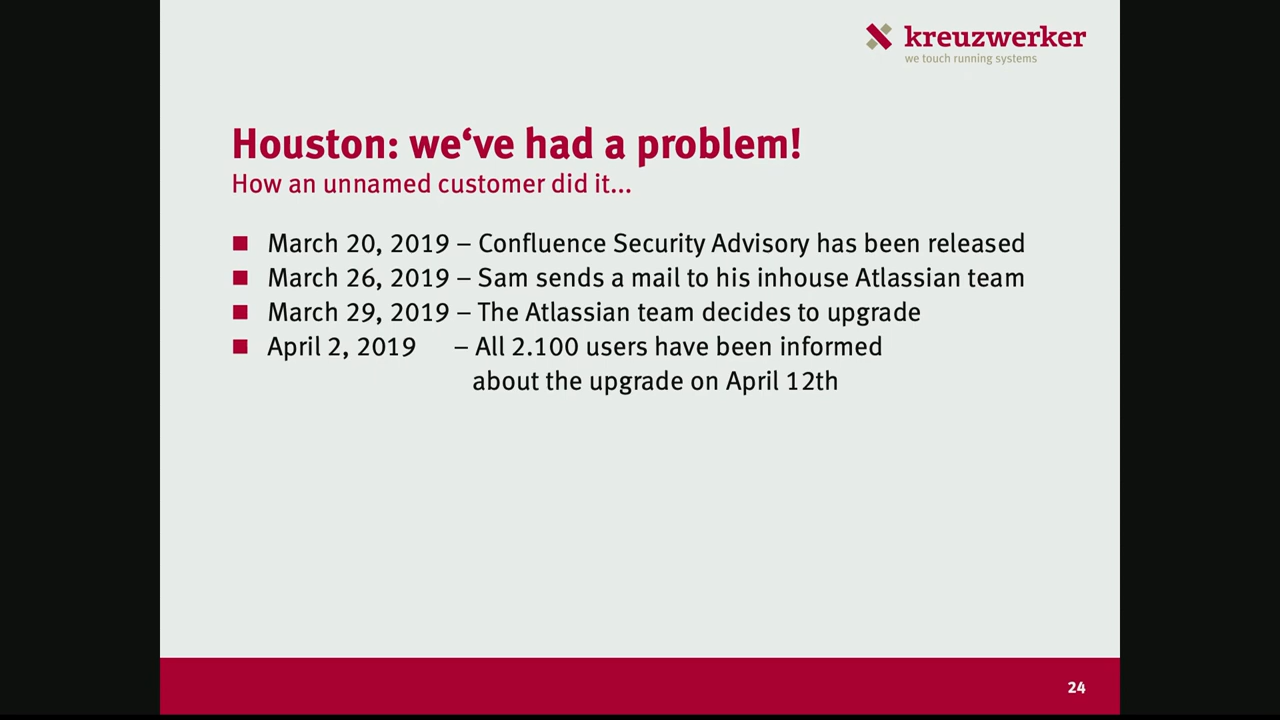 kreuzwerker
we touch running systems
Houston: we‘ve had a problem!
How an unnamed customer did it...
March 20, 2019 – Confluence Security Advisory has been released
March 26, 2019 – Sam sends a mail to his inhouse Atlassian team
March 29, 2019 – The Atlassian team decides to upgrade
April 2, 2019 – All 2.100 users have been informed
about the upgrade on April 12th
24